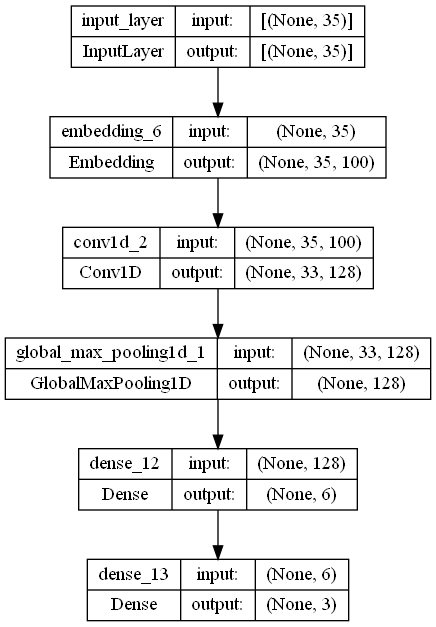 input_layer input: [(None, 35)]
InputLayer output: [(None, 35)]
embedding_6 input: (None, 35)
Embedding output: (None, 35, 100)
conv1d_2 input: (None, 35, 100)
Conv1D output: (None, 33, 128)
global_max_pooling1d_1 input: (None, 33, 128)
GlobalMaxPooling1D output: (None, 128)
dense_12 input: (None, 128)
Dense output: (None, 6)
dense_13 input: (None, 6)
Dense output: (None, 3)